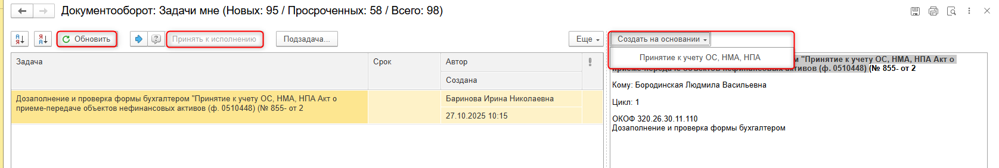 Документооборот: Задачи мне (Новых: 95 / Просроченных: 58 / Всего: 98)
Обновить
Принять к исполнению
Подзадача...
Еще
Создать на основании
Принятие к учету ОС, НМА, НПА
Задача
Срок
Автор
Создана
Дозаполнение и проверка формы бухгалтером "Принятие к учету ОС, НМА, НПА Акт о
приеме-передаче объектов нефинансовых активов (ф. 0510448) (№ 855- от 2
Баринова Ирина Николаевна
27.10.2025 10:15
"Принятие к учету ОС, НМА, НПА Акт о
приеме-передаче объектов нефинансовых активов (ф. 0510448) (№ 855- от 2
Кому: Бородинская Людмила Васильевна
Цикл: 1
ОКОФ 320.26.30.11.110
Дозаполнение и проверка формы бухгалтером